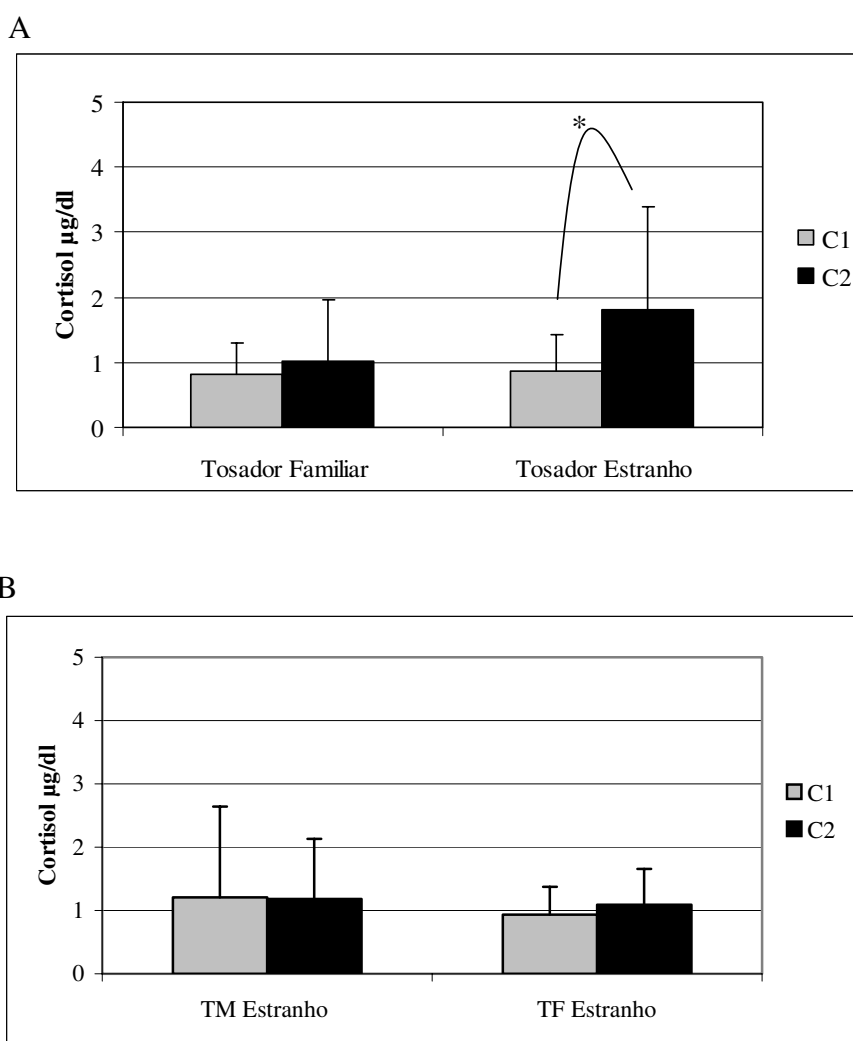 A
Cortisol µg/dl
5
4
3
2
1
0
*
Tosador Familiar
Tosador Estranho
C1
C2
B
Cortisol µg/dl
5
4
3
2
1
0
TM Estranho
TF Estranho
C1
C2